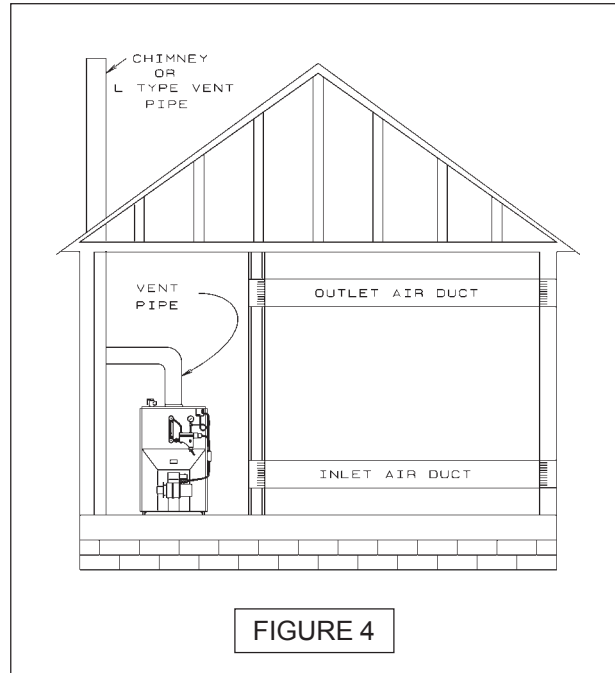 CHIMNEY
OR
L TYPE VENT
PIPE
VENT
PIPE
OUTLET AIR DUCT
INLET AIR DUCT
FIGURE 4